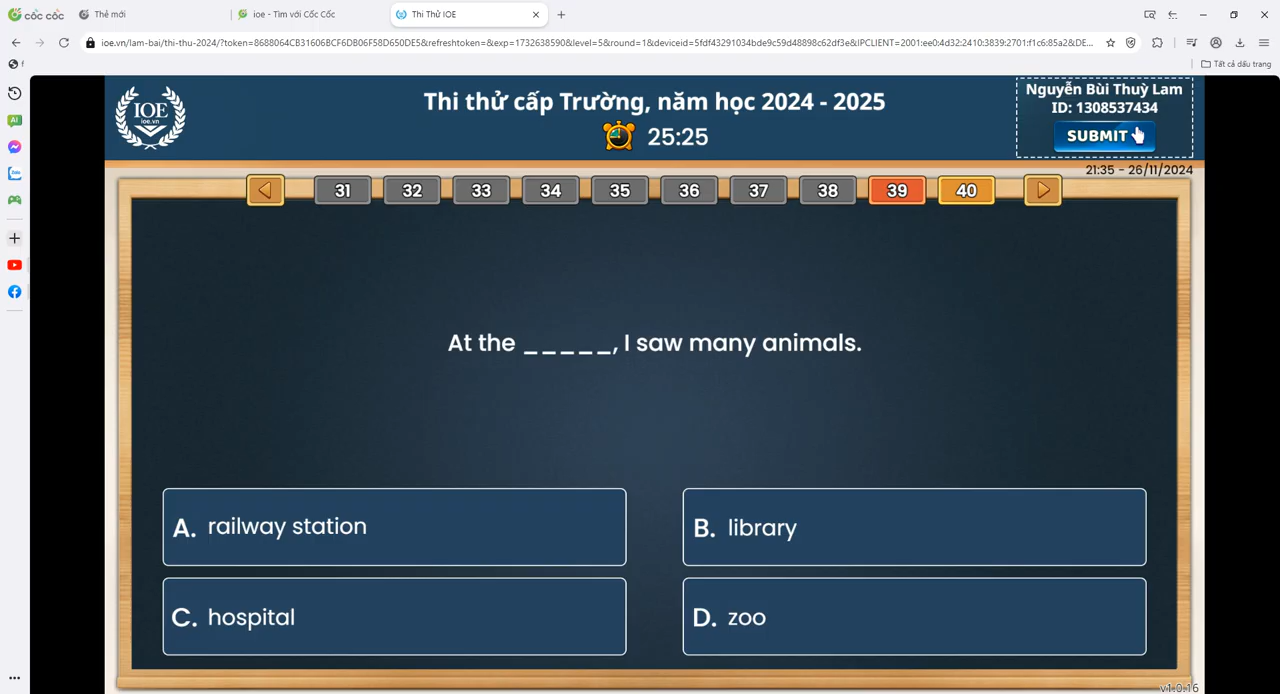 cốc cốc
Thẻ mới
ioe - Tìm với Cốc Cốc
Thi Thử IOE
ioe.vn/lam-bai/thi-thu-2024/?token=8688064CB31606BCF6DB06F58D650DE5&refreshtoken=&exp=1732638590&level=5&round=1&deviceid=5fdf43291034bde9c59d48898c62df3e&IPCLIENT=2001:ee0:4d32:2410:3839:2701:f1c6:85a2&DE...
f
Tất cả dấu trang
IOE
ioe.vn
Thi thử cấp Trường, năm học 2024 - 2025
25:25
Nguyễn Bùi Thuỳ Lam
ID: 1308537434
SUBMIT
21:35 - 26/11/2024
31 32 33 34 35 36 37 38 39 40
At the _ _ _ _ _, I saw many animals.
A. railway station
B. library
C. hospital
D. zoo
v1.0.16